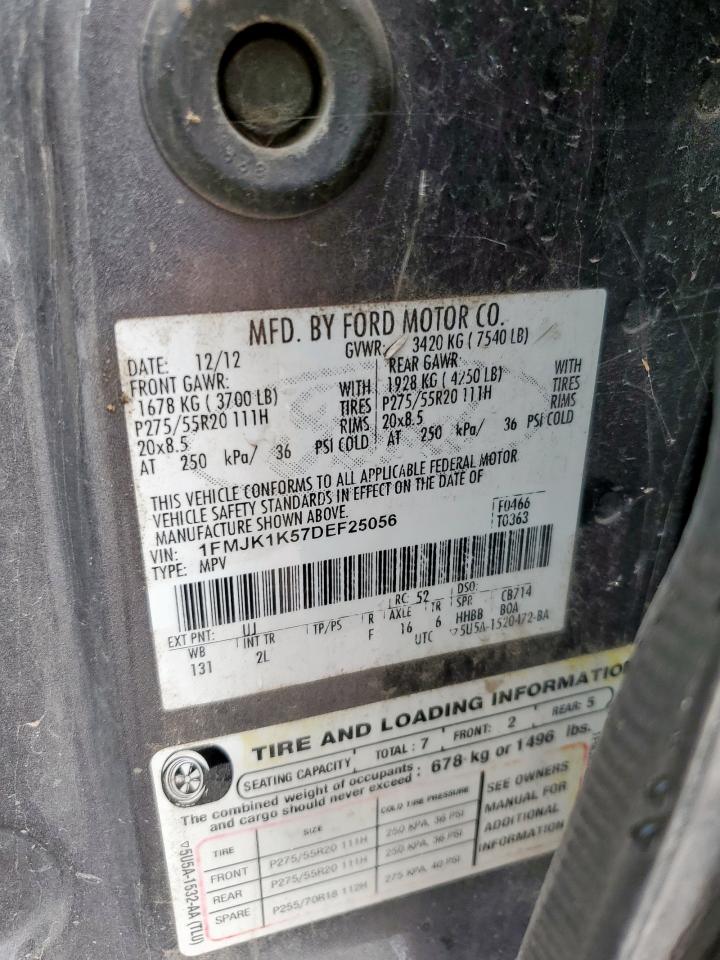 MFD. BY FORD MOTOR CO.
DATE: 12/12 GVWR: 3420 KG ( 7540 LB)
FRONT GAWR: REAR GAWR:
1678 KG ( 3700 LB) WITH 1928 KG ( 4250 LB) WITH
P275/55R20 111H TIRES P275/55R20 111H TIRES
20x8.5 RIMS 20x8.5 RIMS
AT 250 kPa/ 36 PSI COLD AT 250 kPa/ 36 PSI COLD
THIS VEHICLE CONFORMS TO ALL APPLICABLE FEDERAL MOTOR
VEHICLE SAFETY STANDARDS IN EFFECT ON THE DATE OF
MANUFACTURE SHOWN ABOVE. F0466
VIN: 1FMJK1K57DEF25056 T0363
TYPE: MPV
EXT PNT: UJ RC: 52 DSO:
WB INT TR TP/PS R AXLE TR SPR CB714
131 2L F 16 6 HHBB B0A
UTC ▽5U5A-1520472-BA
TIRE AND LOADING INFORMATION
SEATING CAPACITY TOTAL : 7 FRONT: 2 REAR: 5
The combined weight of occupants
and cargo should never exceed : 678 kg or 1496 lbs.
TIRE SIZE COLD TIRE PRESSURE SEE OWNERS
FRONT P275/55R20 111H 250 KPA, 36 PSI MANUAL FOR
REAR P275/55R20 111H 250 KPA, 36 PSI ADDITIONAL
SPARE P255/70R18 112H 275 KPA, 40 PSI INFORMATION
▽5U5A-1532-AA (TLU)